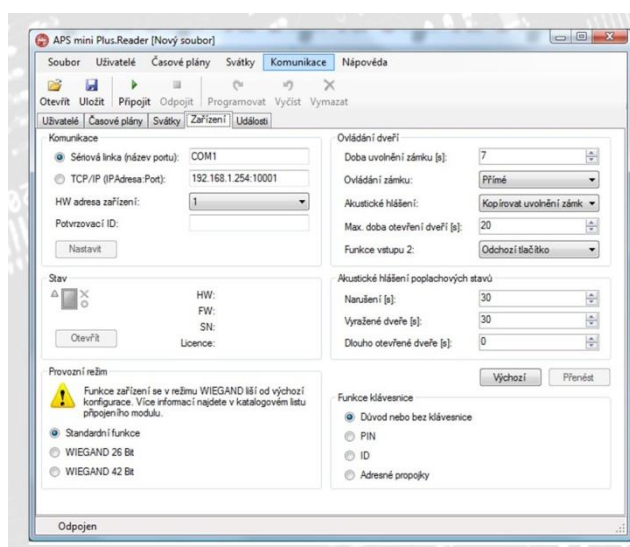 APS mini Plus.Reader [Nový soubor]
Soubor Uživatelé Časové plány Svátky Komunikace Nápověda
Otevřít Uložit Připojit Odpojit Programovat Vyčíst Vymazat
Uživatelé Časové plány Svátky Zařízení Události
Komunikace
Sériová linka (název portu): COM1
TCP/IP (IPAdresa:Port): 192.168.1.254:10001
HW adresa zařízení: 1
Potvrzovací ID:
Nastavit
Ovládání dveří
Doba uvolnění zámku [s]: 7
Ovládání zámku: Přímé
Akustické hlášení: Kopírovat uvolnění zámk
Max. doba otevření dveří [s]: 20
Funkce vstupu 2: Odchozí tlačítko
Stav
HW:
FW:
SN:
Licence:
Otevřít
Akustické hlášení poplachových stavů
Narušení [s]: 30
Vyražené dveře [s]: 30
Dlouho otevřené dveře [s]: 0
Výchozí Přenést
Provozní režim
Funkce zařízení se v režimu WIEGAND liší od výchozí
konfigurace. Více informací najdete v katalogovém listu
připojeného modulu.
Standardní funkce
WIEGAND 26 Bit
WIEGAND 42 Bit
Funkce klávesnice
Důvod nebo bez klávesnice
PIN
ID
Adresné propojky
Odpojen